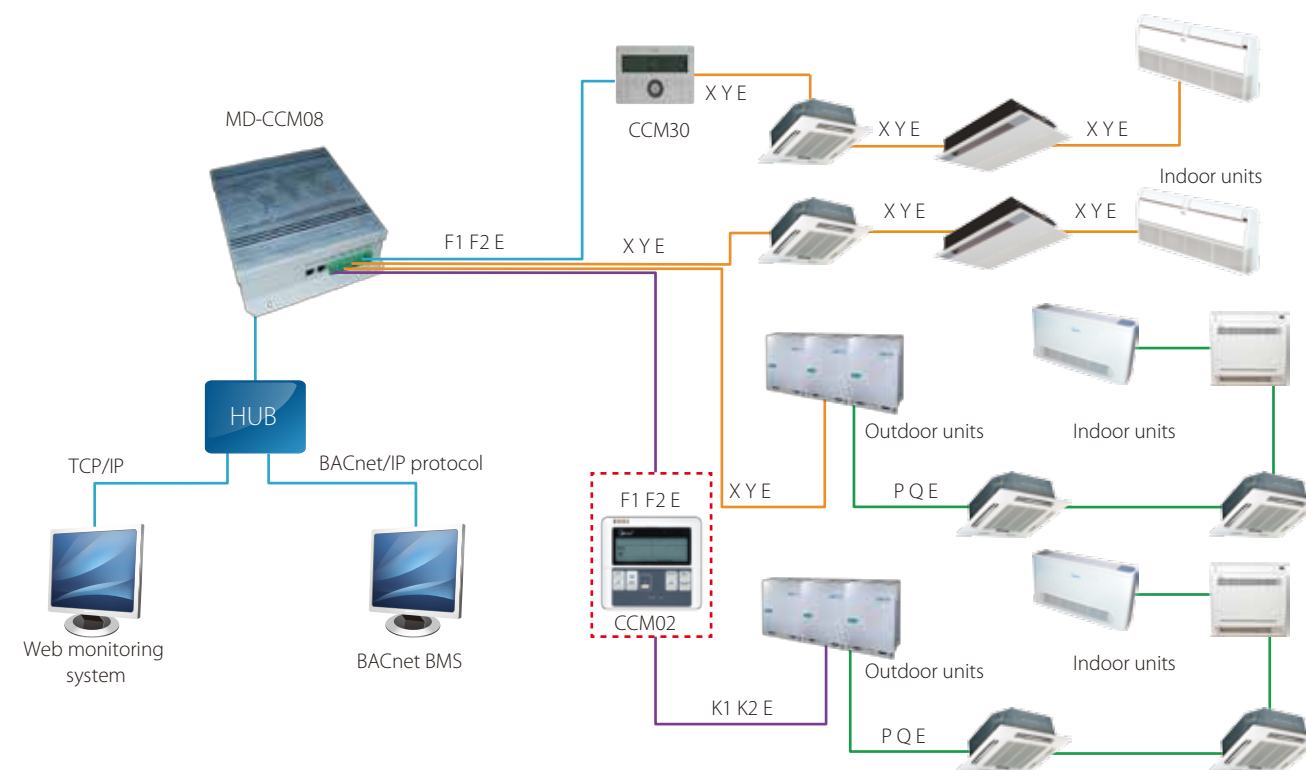 MD-CCM08
CCM30
X Y E
X Y E
X Y E
Indoor units
F1 F2 E
X Y E
X Y E
X Y E
HUB
TCP/IP
BACnet/IP protocol
Web monitoring
system
BACnet BMS
F1 F2 E
CCM02
X Y E
K1 K2 E
Outdoor units
Indoor units
P Q E
Outdoor units
Indoor units
P Q E